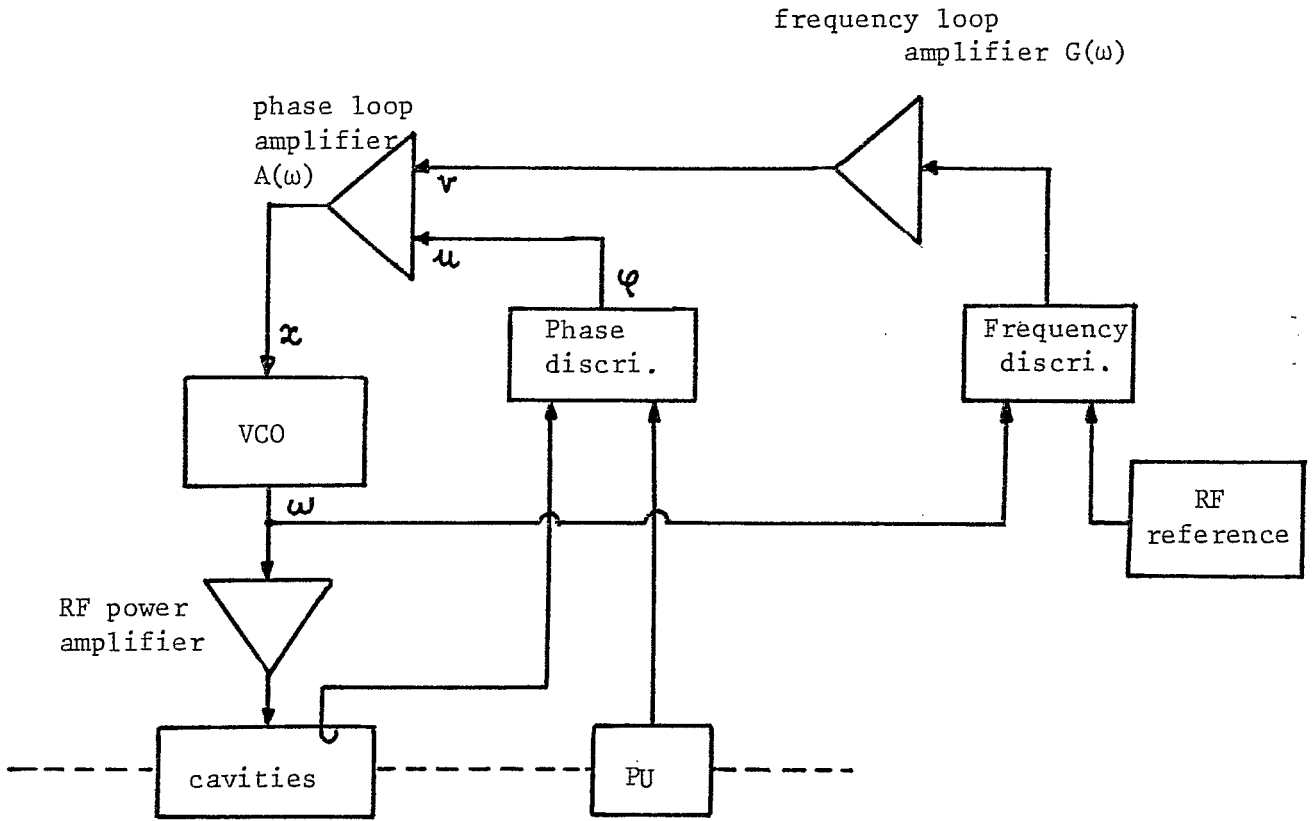 frequency loop
amplifier G(ω)
phase loop
amplifier
A(ω)
v
u
φ
x
Phase
discri.
Frequency
discri.
VCO
ω
RF
reference
RF power
amplifier
cavities
PU